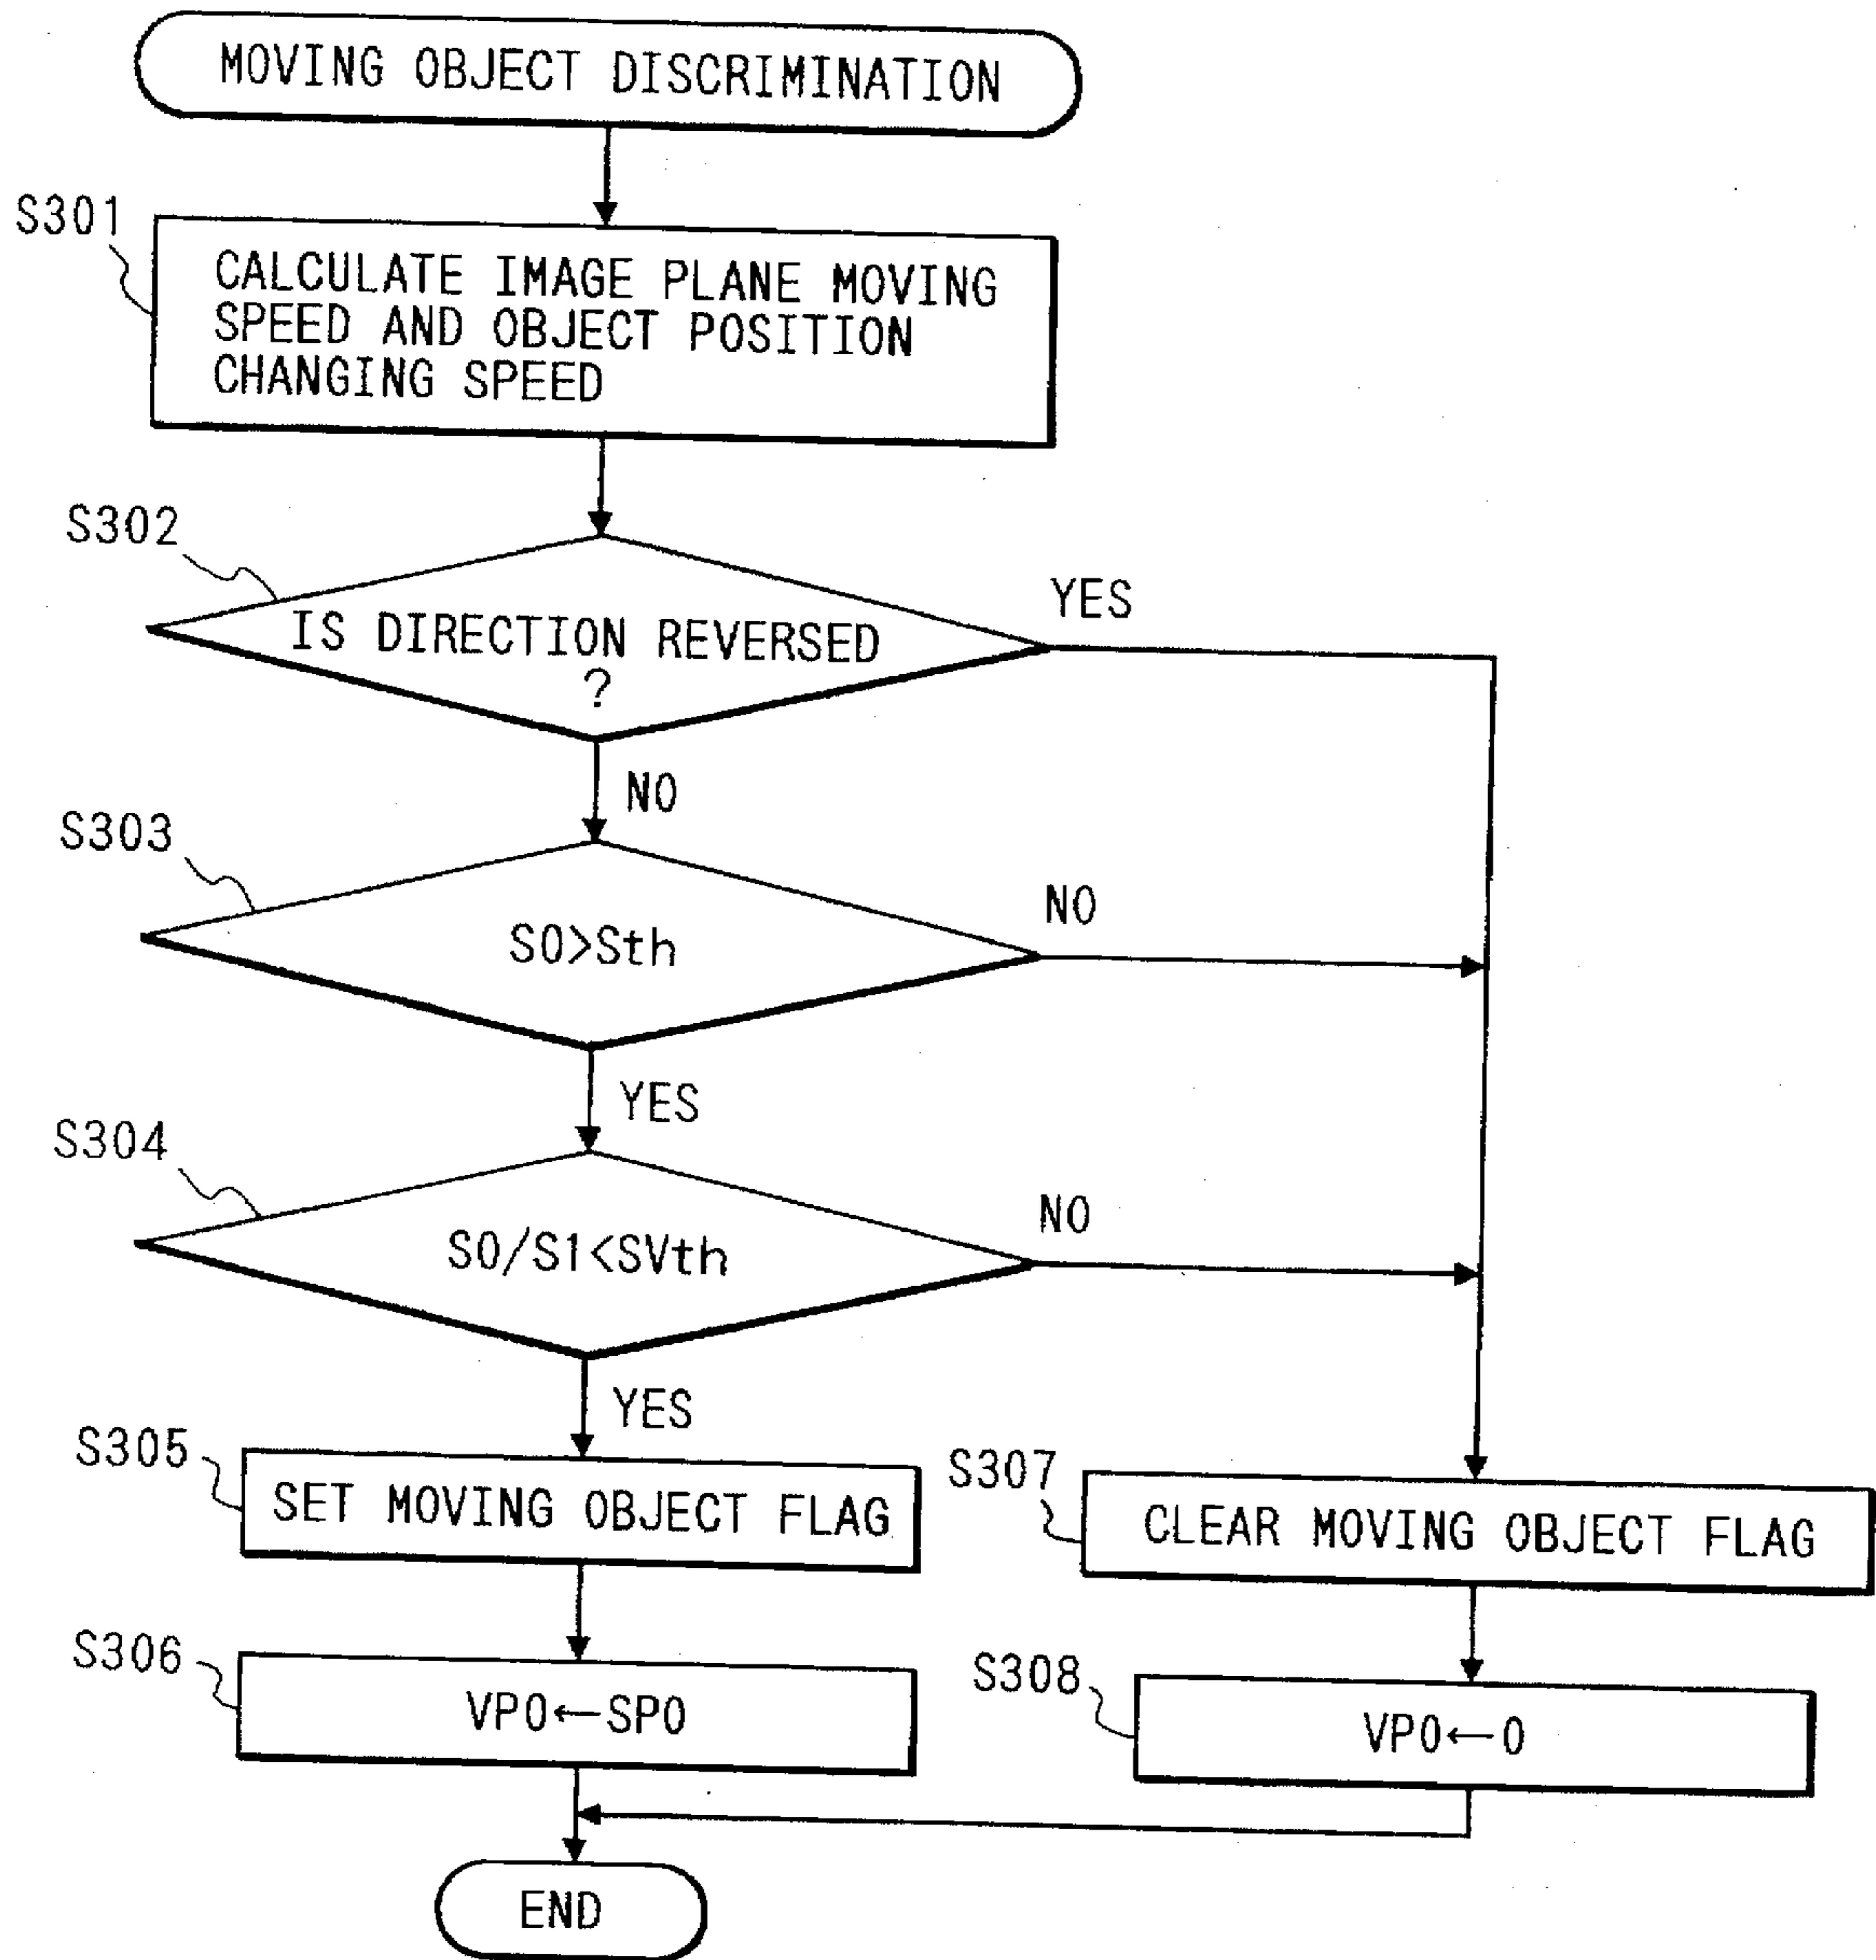 MOVING OBJECT DISCRIMINATION
S301
CALCULATE IMAGE PLANE MOVING
SPEED AND OBJECT POSITION
CHANGING SPEED
S302
IS DIRECTION REVERSED
?
YES
NO
S303
S0>Sth
NO
YES
S304
S0/S1<SVth
NO
YES
S305
SET MOVING OBJECT FLAG
S307
CLEAR MOVING OBJECT FLAG
S306
VP0←SP0
S308
VP0←0
END